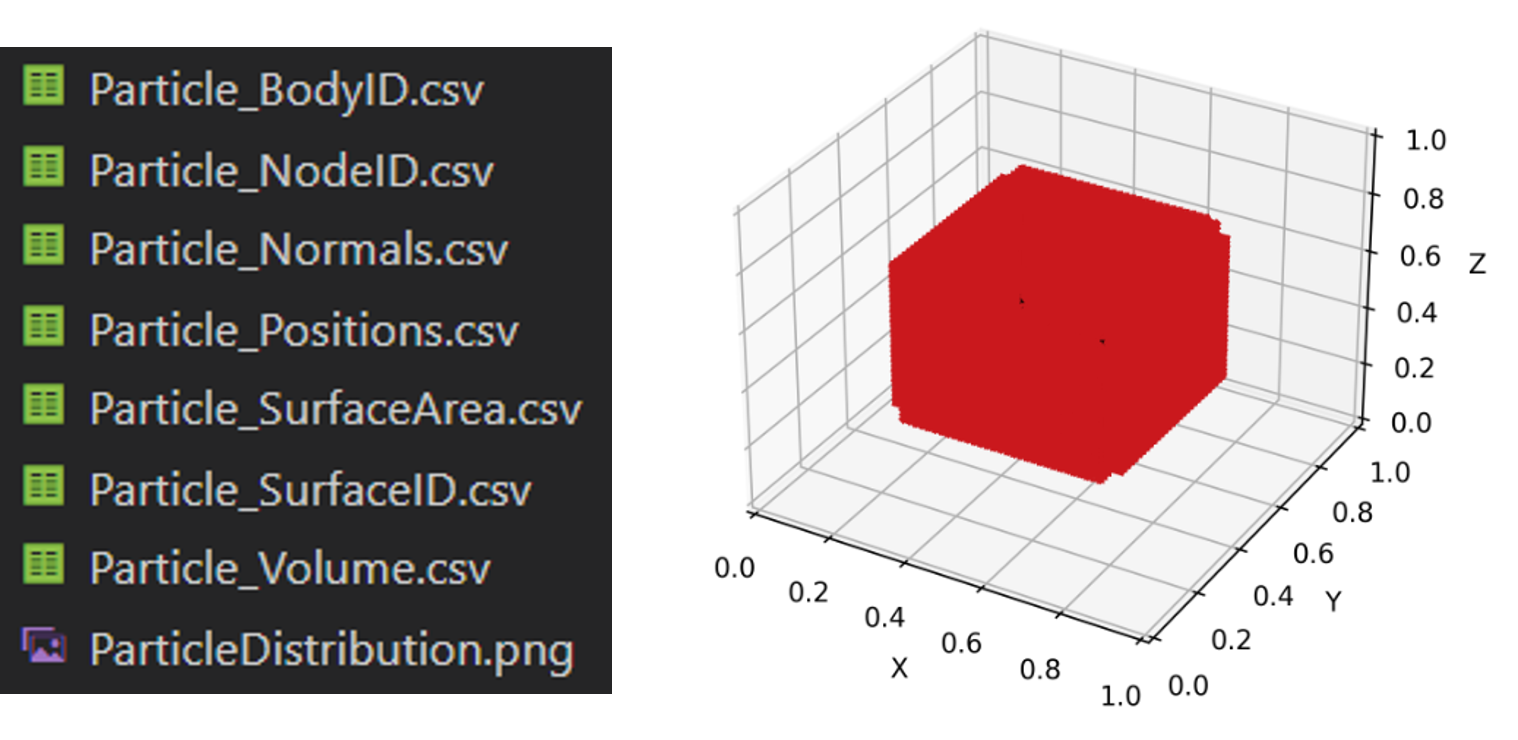 Particle_BodyID.csv
Particle_NodeID.csv
Particle_Normals.csv
Particle_Positions.csv
Particle_SurfaceArea.csv
Particle_SurfaceID.csv
Particle_Volume.csv
ParticleDistribution.png
1.0
0.8
0.6
Z
0.4
0.2
0.0
1.0
0.8
0.6
0.4
Y
0.2
0.0
0.0
0.2
0.4
0.6
X
0.8
1.0